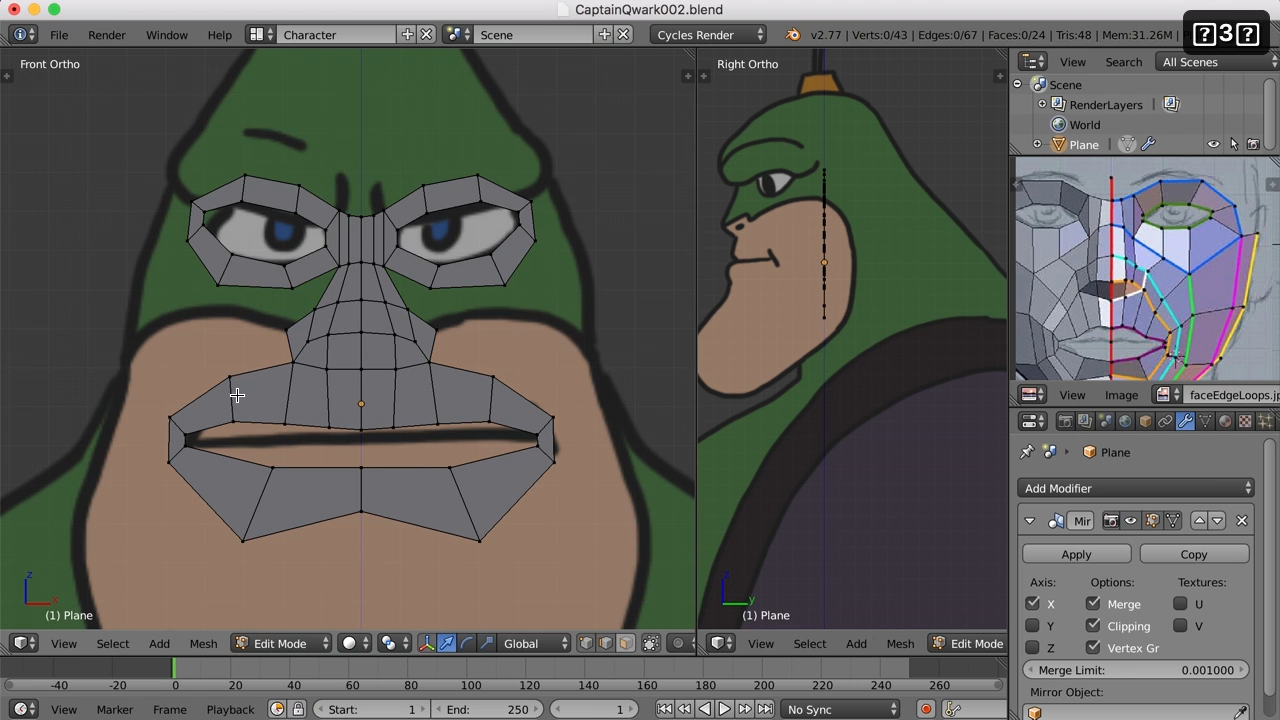 CaptainQwark002.blend
File Render Window Help Character Scene Cycles Render v2.77 | Verts:0/43 | Edges:0/67 | Faces:0/24 | Tris:48 | Mem:31.26M
3
Front Ortho
Right Ortho
View Search All Scenes
Scene
RenderLayers
World
Plane
View Image faceEdgeLoops.jp
Plane
Add Modifier
Mir
Apply Copy
Axis: Options: Textures:
X Merge U
Y Clipping V
Z Vertex Gr
Merge Limit: 0.001000
Mirror Object:
z
x
(1) Plane
z
y
(1) Plane
View Select Add Mesh Edit Mode Global
View Select Add Mesh Edit Mode
-40 -20 0 20 40 60 80 100 120 140 160 180 200 220 240 260
View Marker Frame Playback Start: 1 End: 250 1 No Sync